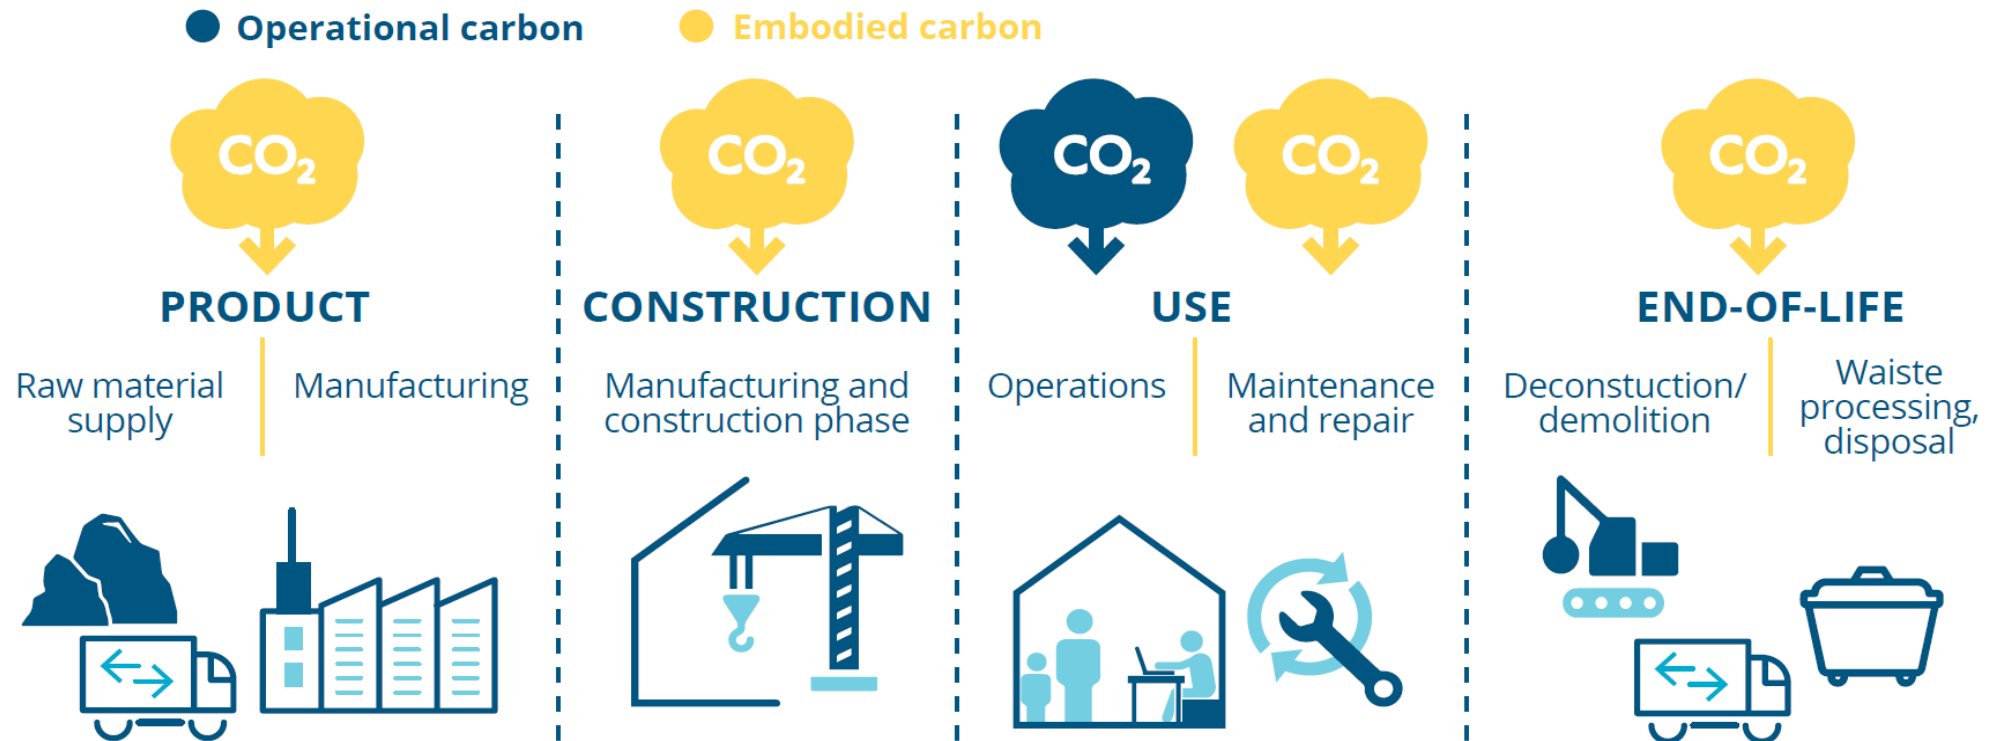 Operational carbon
Embodied carbon
CO₂
CO₂
CO₂
CO₂
CO₂
PRODUCT
CONSTRUCTION
USE
END-OF-LIFE
Raw material
supply
Manufacturing
Manufacturing and
construction phase
Operations
Maintenance
and repair
Deconstuction/
demolition
Waiste
processing,
disposal